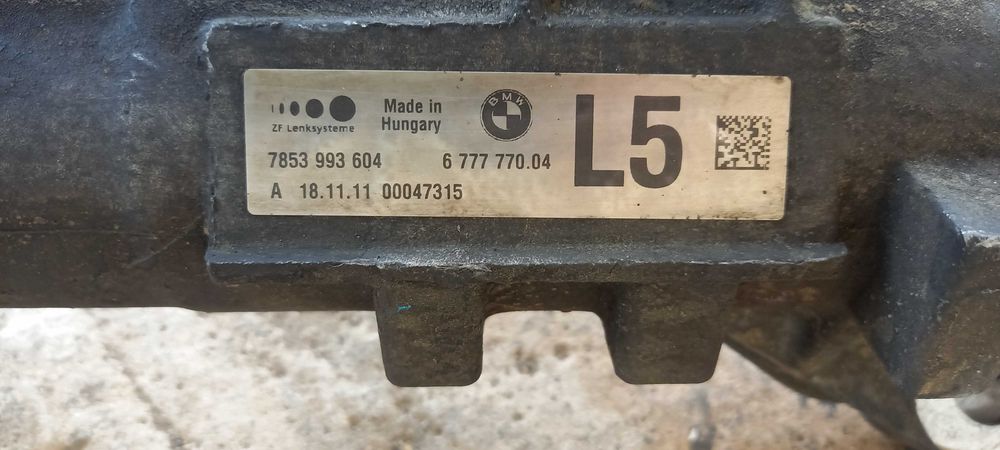 ZF Lenksysteme
Made in
Hungary
BMW
L5
7853 993 604 6 777 770.04
A 18.11.11 00047315